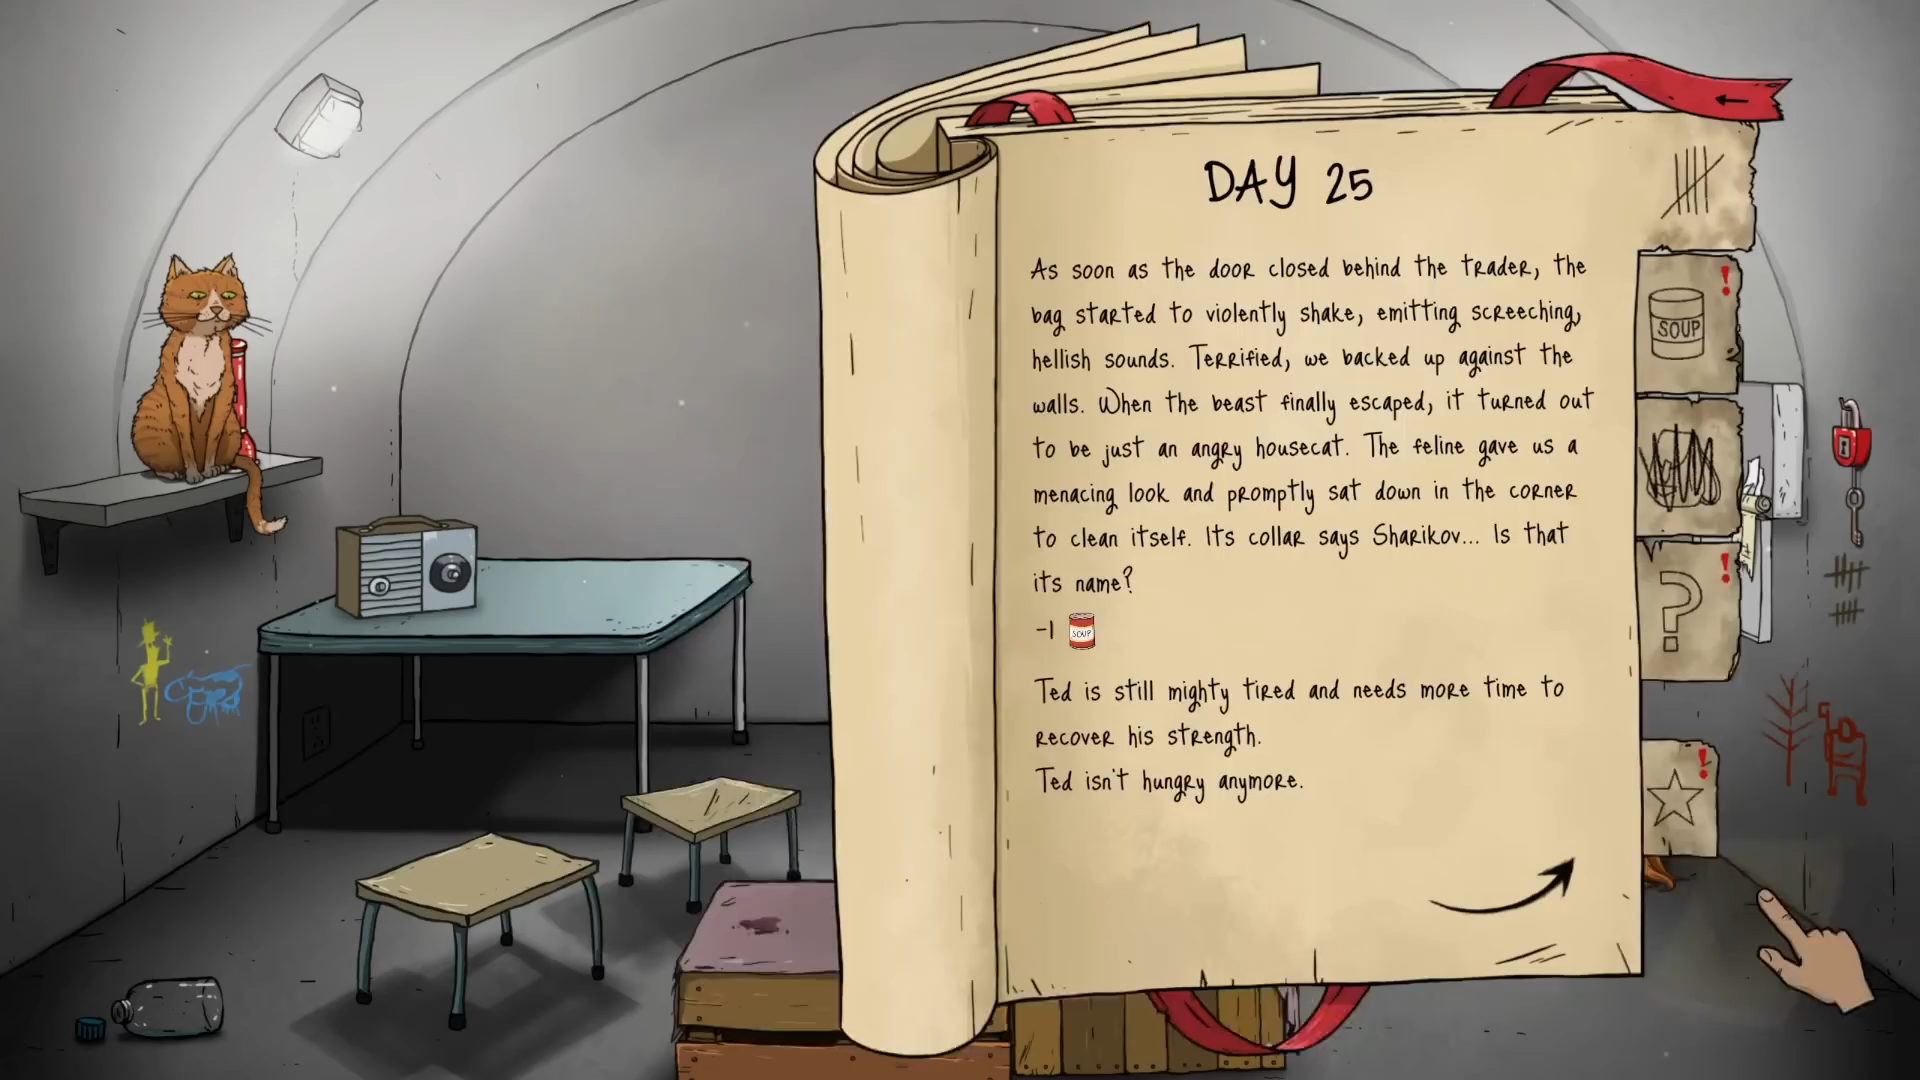 DAY 25
As soon as the door closed behind the trader, the
bag started to violently shake, emitting screeching,
hellish sounds. Terrified, we backed up against the
walls. When the beast finally escaped, it turned out
to be just an angry housecat. The feline gave us a
menacing look and promptly sat down in the corner
to clean itself. Its collar says Sharikov... Is that
its name?
-1 SOUP
Ted is still mighty tired and needs more time to
recover his strength.
Ted isn't hungry anymore.
!
SOUP
!
?
!